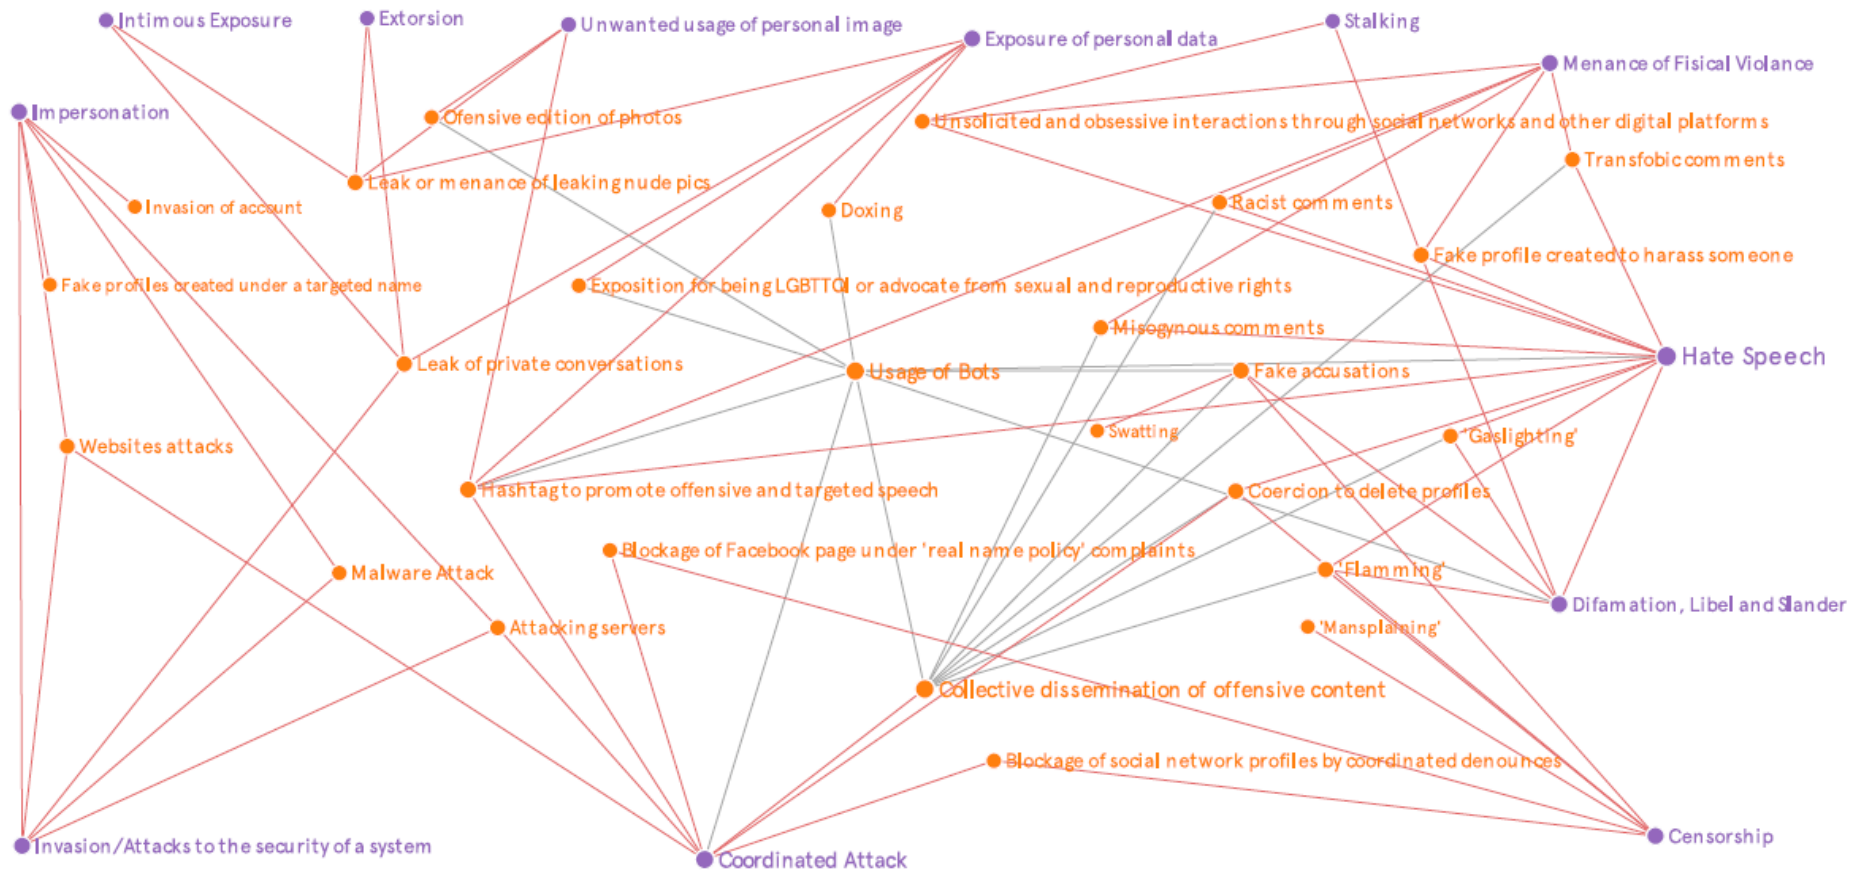 Intimous Exposure
Extorsion
Unwanted usage of personal image
Exposure of personal data
Stalking
Menance of Fisical Violance
Impersonation
Offensive edition of photos
Unsolicited and obsessive interactions through social networks and other digital platforms
Transfobic comments
Leak or menance of leaking nude pics
Invasion of account
Doxing
Racist comments
Fake profile created to harass someone
Fake profiles created under a targeted name
Exposition for being LGBTTQI or advocate from sexual and reproductive rights
Misogynous comments
Hate Speech
Leak of private conversations
Usage of Bots
Fake accusations
Swatting
'Gaslighting'
Websites attacks
Hashtag to promote offensive and targeted speech
Coercion to delete profiles
Blockage of Facebook page under 'real name policy' complaints
Malware Attack
'Flamming'
Difamation, Libel and Slander
Attacking servers
'Mansplaining'
Collective dissemination of offensive content
Blockage of social network profiles by coordinated denounces
Invasion/Attacks to the security of a system
Coordinated Attack
Censorship